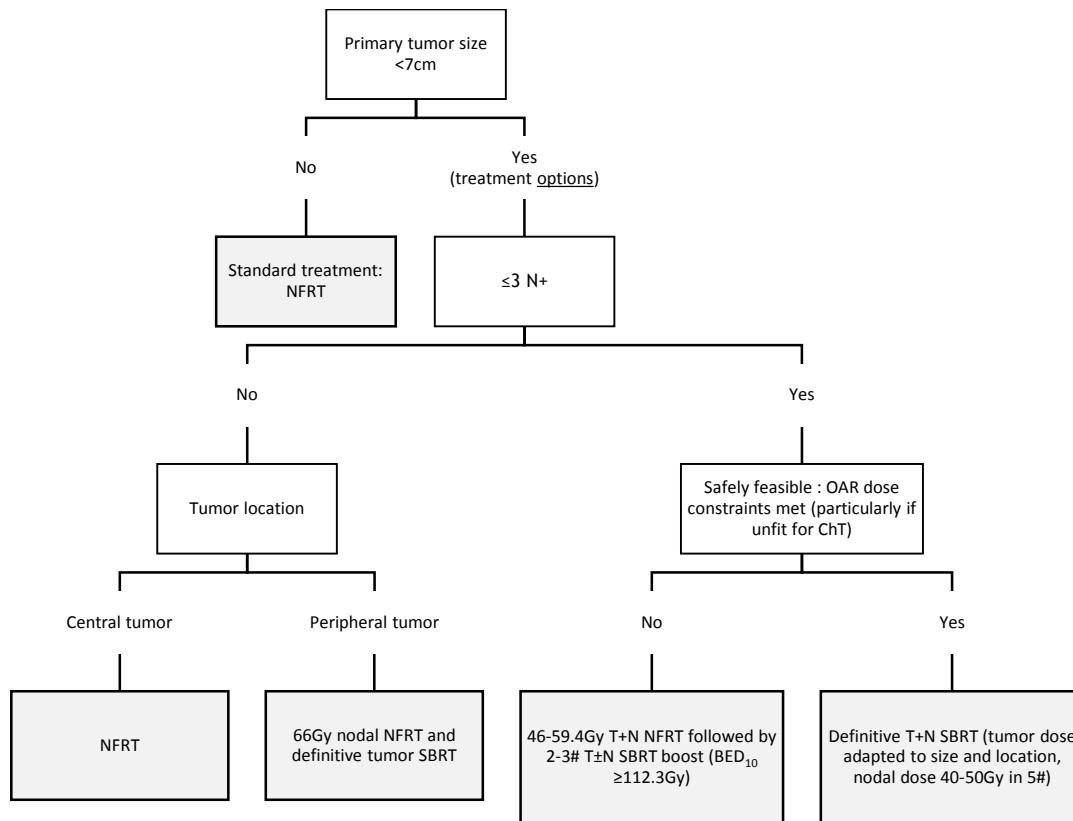 Primary tumor size
<7cm
No
Yes
(treatment options)
Standard treatment:
NFRT
≤3 N+
No
Yes
Tumor location
Safely feasible : OAR dose
constraints met (particularly if
unfit for ChT)
Central tumor
Peripheral tumor
No
Yes
NFRT
66Gy nodal NFRT and
definitive tumor SBRT
46-59.4Gy T+N NFRT followed by
2-3# T±N SBRT boost (BED₁₀
≥112.3Gy)
Definitive T+N SBRT (tumor dose
adapted to size and location,
nodal dose 40-50Gy in 5#)